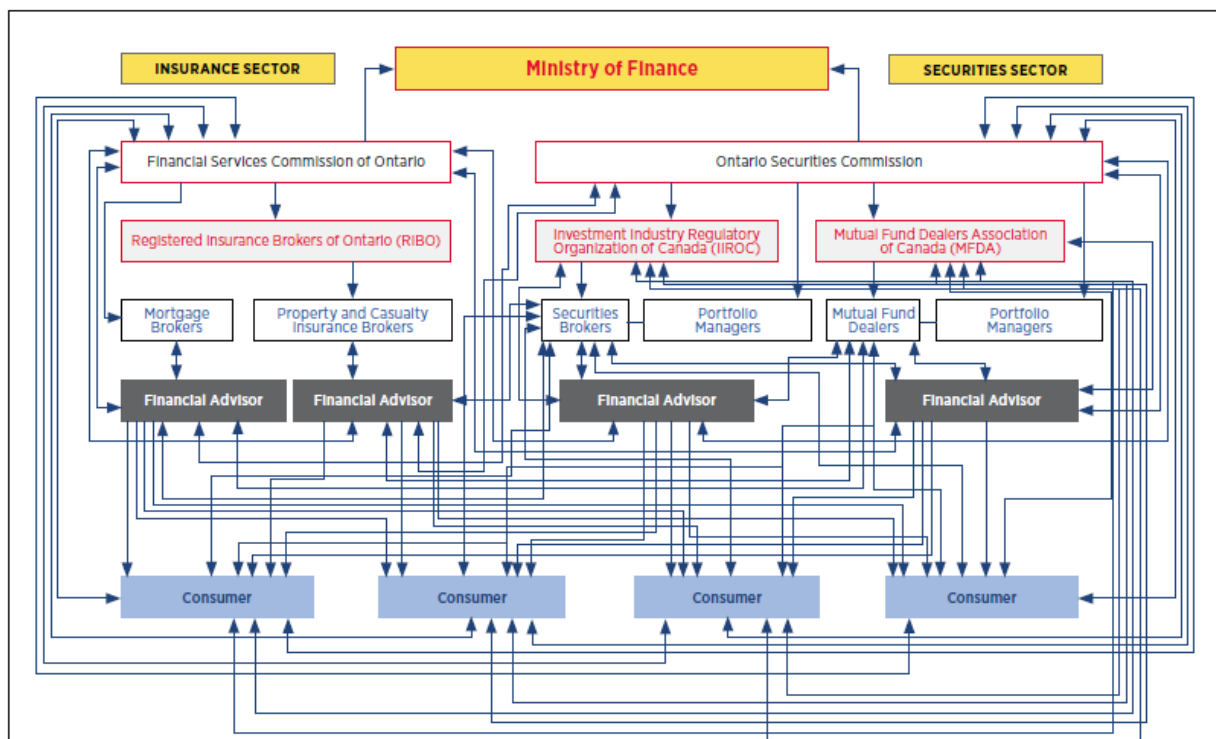 INSURANCE SECTOR
Ministry of Finance
SECURITIES SECTOR
Financial Services Commission of Ontario
Ontario Securities Commission
Registered Insurance Brokers of Ontario (RIBO)
Investment Industry Regulatory
Organization of Canada (IIROC)
Mutual Fund Dealers Association
of Canada (MFDA)
Mortgage
Brokers
Property and Casualty
Insurance Brokers
Securities
Brokers
Portfolio
Managers
Mutual Fund
Dealers
Portfolio
Managers
Financial Advisor
Financial Advisor
Financial Advisor
Financial Advisor
Consumer
Consumer
Consumer
Consumer